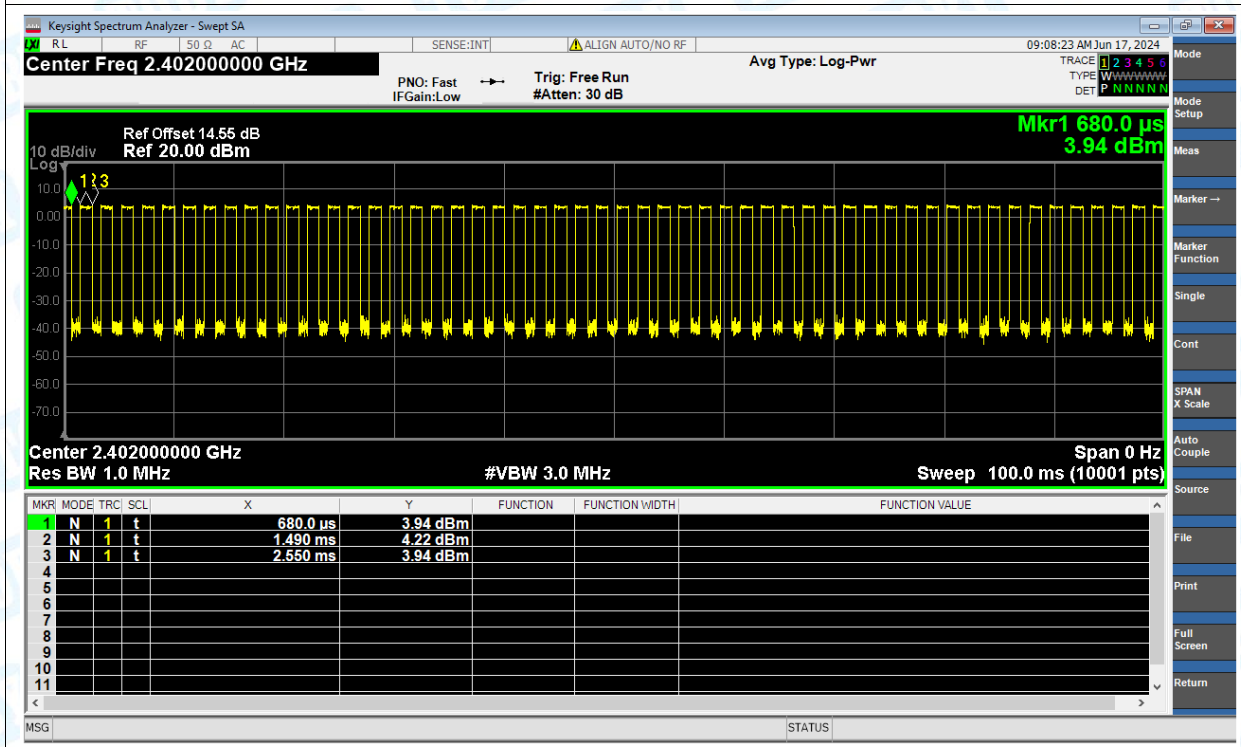 Keysight Spectrum Analyzer - Swept SA
LXI RL RF 50 Ω AC SENSE:INT ALIGN AUTO/NO RF 09:08:23 AM Jun 17, 2024
Center Freq 2.402000000 GHz
PNO: Fast
IFGain:Low
Trig: Free Run
#Atten: 30 dB
Avg Type: Log-Pwr
TRACE 1 2 3 4 5 6
TYPE WWWWWW
DET P N N N N N
Mkr1 680.0 µs
3.94 dBm
Ref Offset 14.55 dB
10 dB/div Ref 20.00 dBm
Log
1 2 3
10.0
0.00
-10.0
-20.0
-30.0
-40.0
-50.0
-60.0
-70.0
Center 2.402000000 GHz Span 0 Hz
Res BW 1.0 MHz #VBW 3.0 MHz Sweep 100.0 ms (10001 pts)
MKR MODE TRC SCL X Y FUNCTION FUNCTION WIDTH FUNCTION VALUE
1 N 1 t 680.0 µs 3.94 dBm
2 N 1 t 1.490 ms 4.22 dBm
3 N 1 t 2.550 ms 3.94 dBm
4
5
6
7
8
9
10
11
MSG STATUS
Mode
Mode
Setup
Meas
Marker→
Marker
Function
Single
Cont
SPAN
X Scale
Auto
Couple
Source
File
Print
Full
Screen
Return